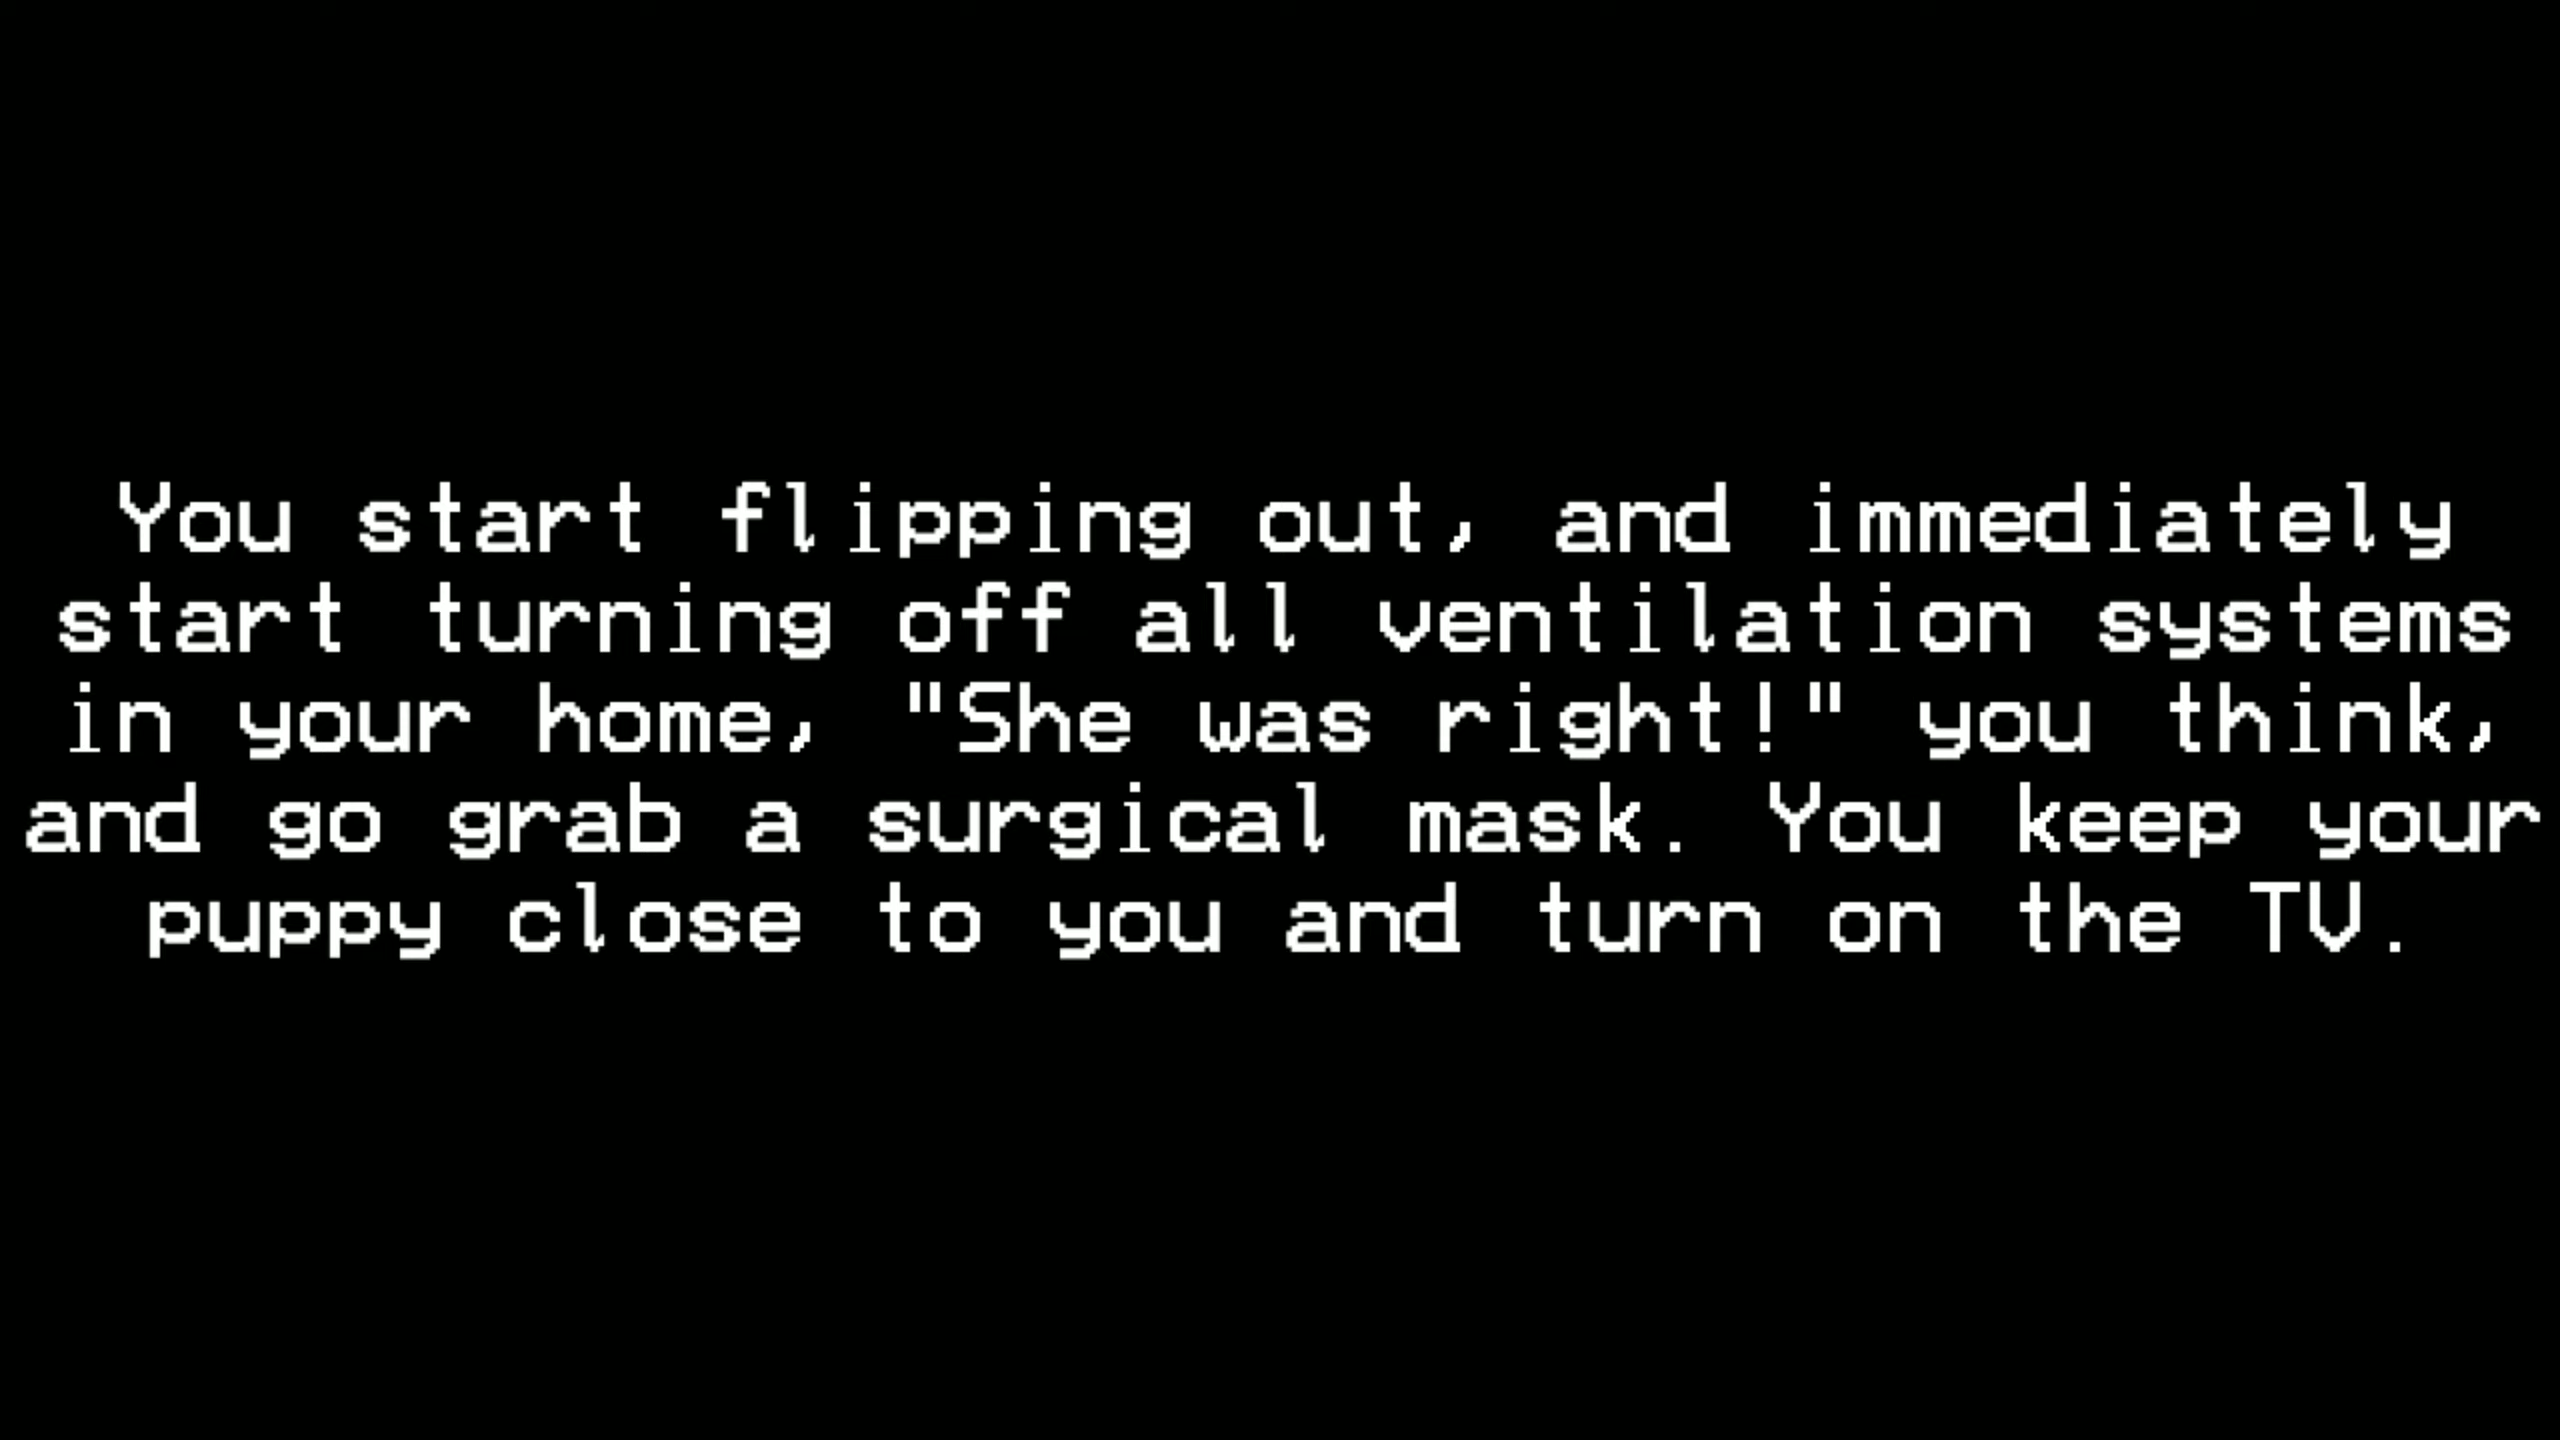 You start flipping out, and immediately
start turning off all ventilation systems
in your home, "She was right!" you think,
and go grab a surgical mask. You keep your
puppy close to you and turn on the TV.